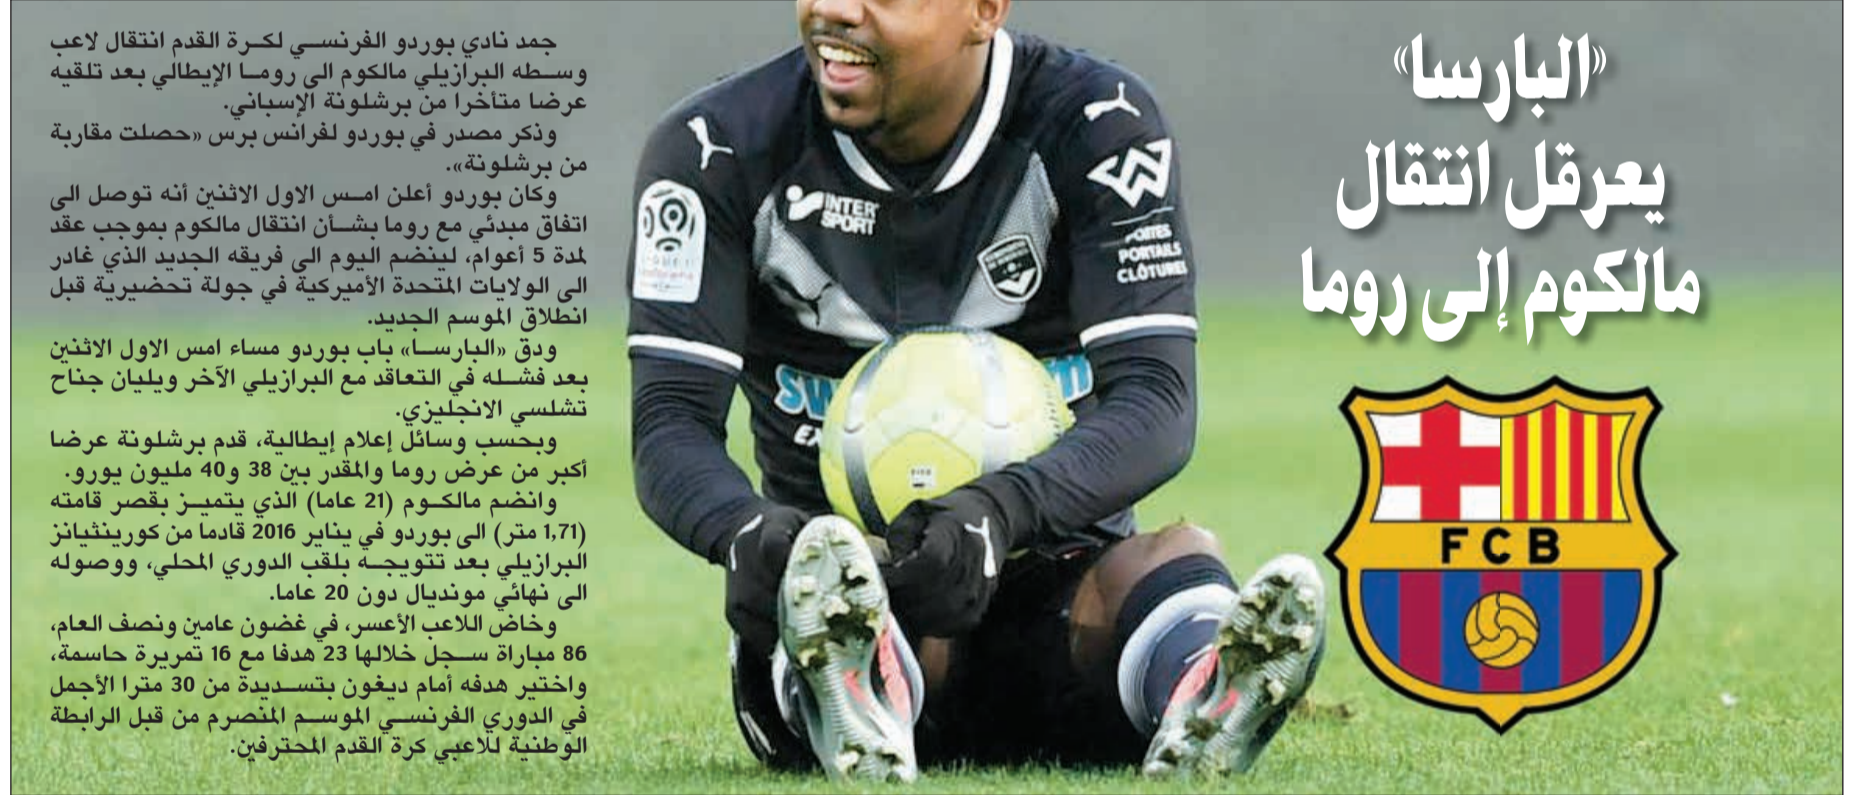 «البارسا»
يعرقل انتقال
مالكوم إلى روما
جمد نادي بوردو الفرنسي لكرة القدم انتقال لاعب
وسطه البرازيلي مالكوم الى روما الإيطالي بعد تلقيه
عرضا متأخرا من برشلونة الإسباني.
وذكر مصدر في بوردو لفرانس برس «حصلت مقاربة
من برشلونة».
وكان بوردو أعلن امس الاول الاثنين أنه توصل الى
اتفاق مبدئي مع روما بشأن انتقال مالكوم بموجب عقد
لمدة 5 أعوام، لينضم اليوم الى فريقه الجديد الذي غادر
الى الولايات المتحدة الأميركية في جولة تحضيرية قبل
انطلاق الموسم الجديد.
ودق «البارسا» باب بوردو مساء امس الاول الاثنين
بعد فشله في التعاقد مع البرازيلي الآخر ويليان جناح
تشلسي الانجليزي.
وبحسب وسائل إعلام إيطالية، قدم برشلونة عرضا
أكبر من عرض روما والمقدر بين 38 و40 مليون يورو.
وانضم مالكوم (21 عاما) الذي يتميز بقصر قامته
(1,71 متر) الى بوردو في يناير 2016 قادما من كورينثيانز
البرازيلي بعد تتويجه بلقب الدوري المحلي، ووصوله
الى نهائي مونديال دون 20 عاما.
وخاض اللاعب الأعسر، في غضون عامين ونصف العام،
86 مباراة سجل خلالها 23 هدفا مع 16 تمريرة حاسمة،
واختير هدفه أمام ديغون بتسديدة من 30 مترا الأجمل
في الدوري الفرنسي الموسم المنصرم من قبل الرابطة
الوطنية للاعبي كرة القدم المحترفين.
INTER
SPORT
PORTAILS
CLÔTURES
FCB